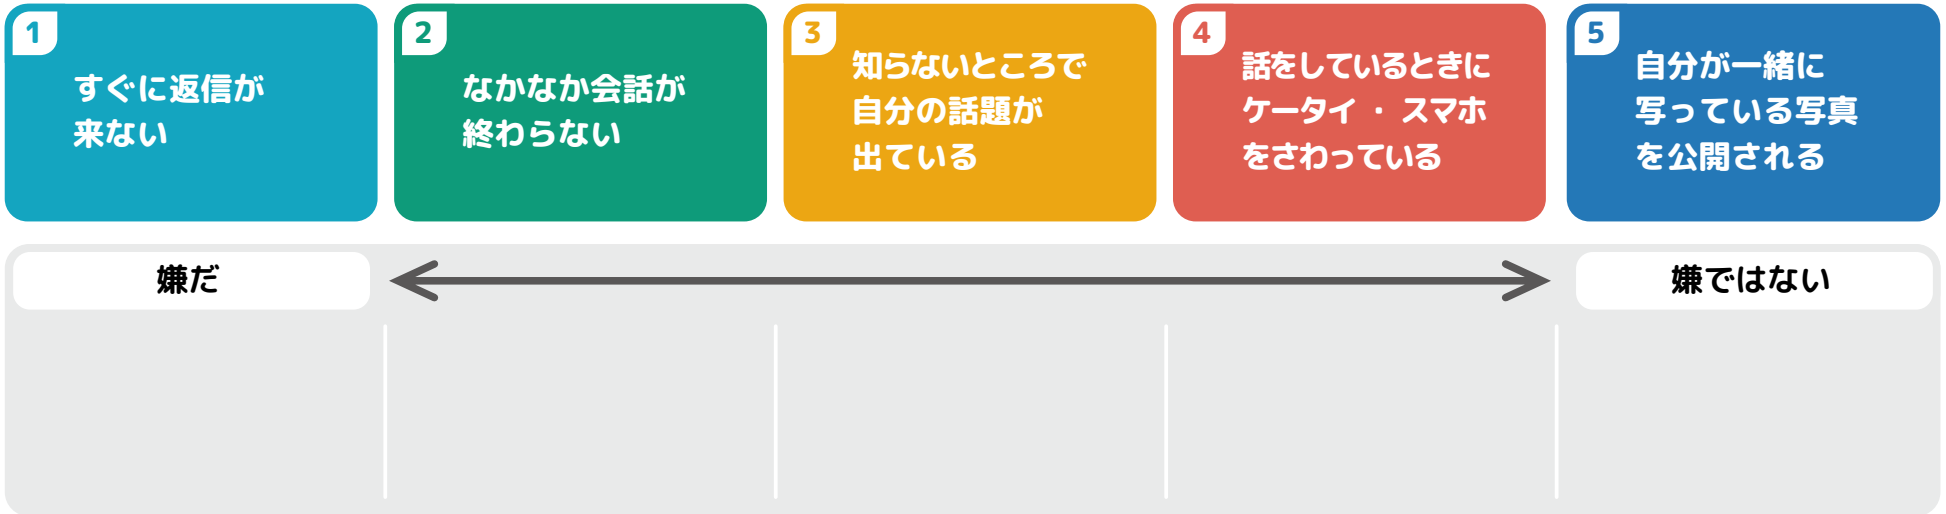 1
すぐに返信が
来ない
2
なかなか会話が
終わらない
3
知らないところで
自分の話題が
出ている
4
話をしているときに
ケータイ ・ スマホ
をさわっている
5
自分が一緒に
写っている写真
を公開される
嫌だ
嫌ではない